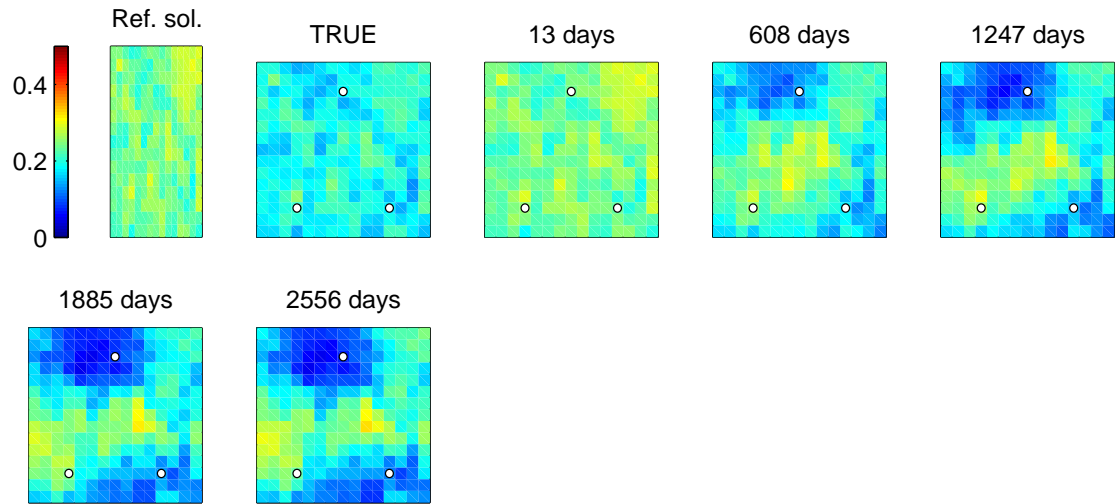 Ref. sol.
TRUE
13 days
608 days
1247 days
0.4
0.2
0
1885 days
2556 days